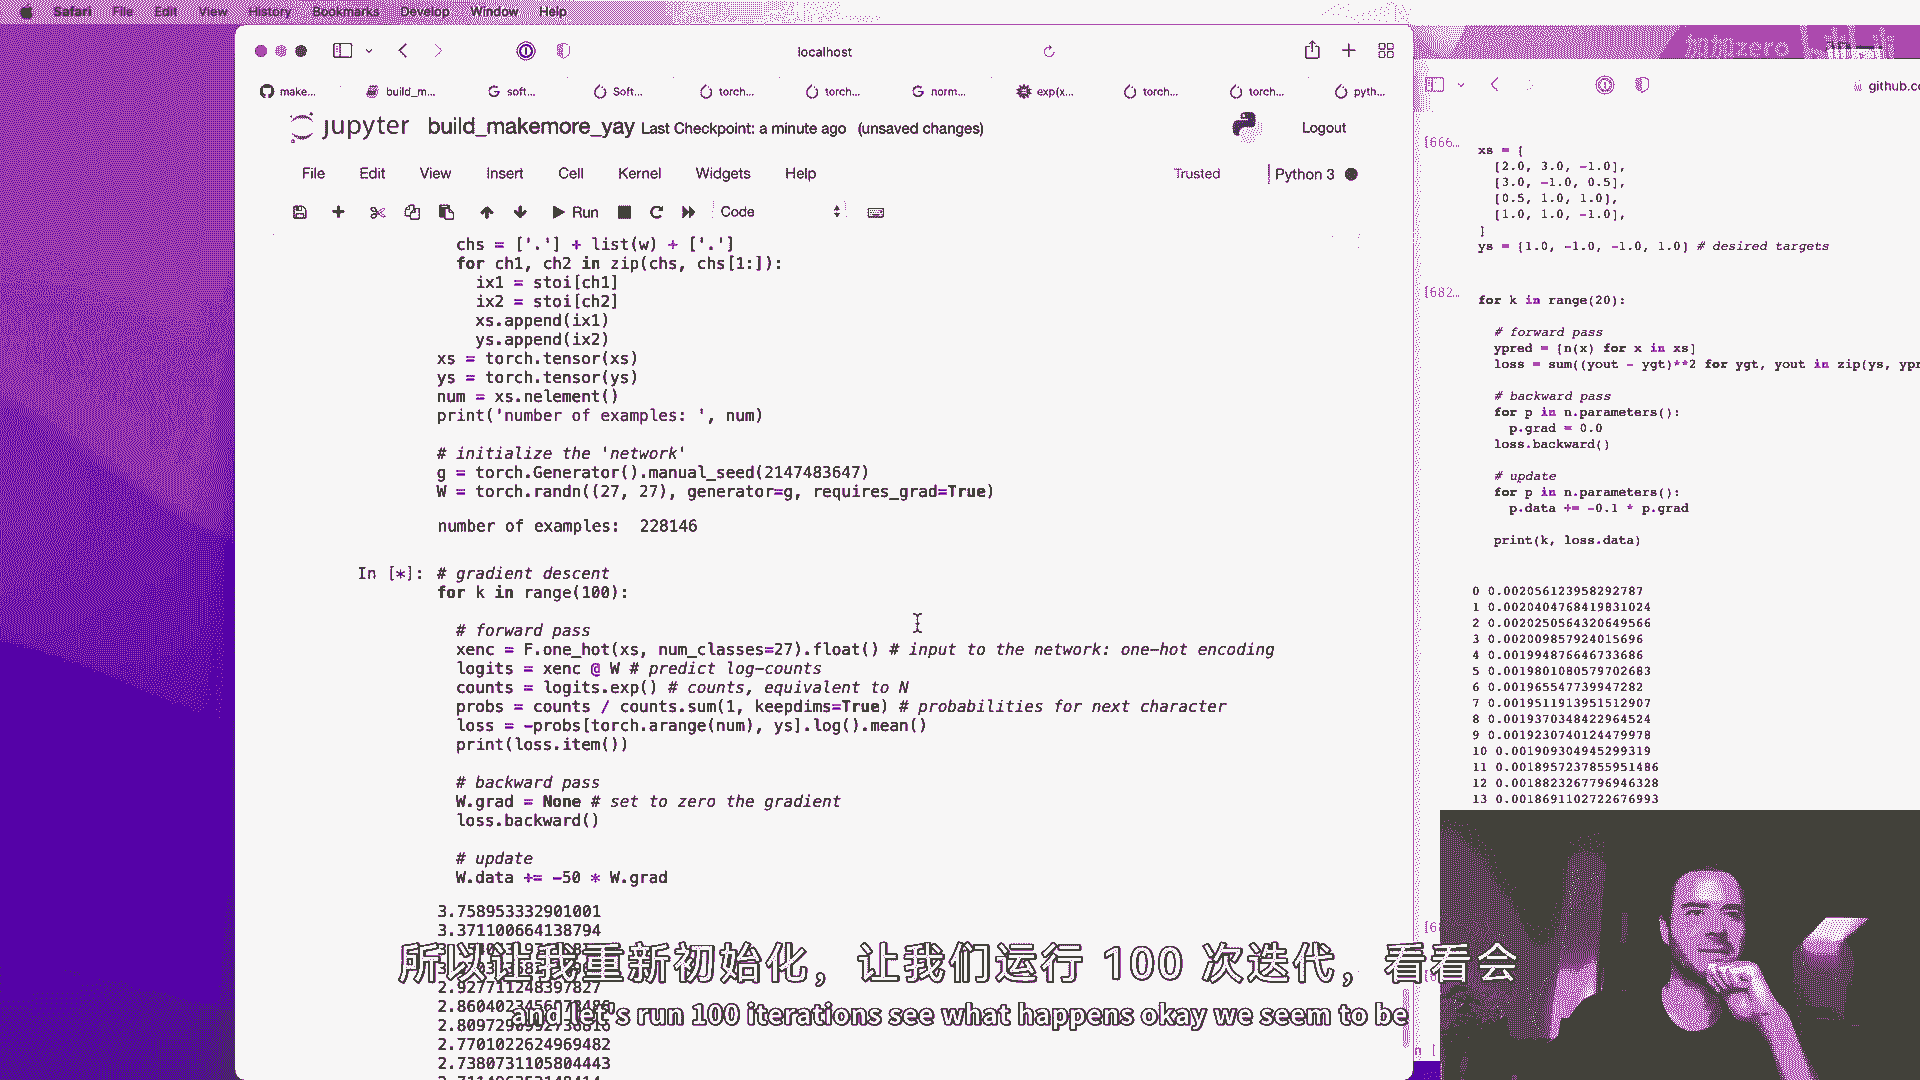 Safari File Edit View History Bookmarks Develop Window Help
localhost
make... build_m... soft... Soft... torch... torch... norm... exp(x... torch... torch... pyth...
jupyter build_makemore_yay Last Checkpoint: a minute ago (unsaved changes) Logout
File Edit View Insert Cell Kernel Widgets Help Trusted Python 3
Run Code
chs = ['.'] + list(w) + ['.']
for ch1, ch2 in zip(chs, chs[1:]):
ix1 = stoi[ch1]
ix2 = stoi[ch2]
xs.append(ix1)
ys.append(ix2)
xs = torch.tensor(xs)
ys = torch.tensor(ys)
num = xs.nelement()
print('number of examples: ', num)
# initialize the 'network'
g = torch.Generator().manual_seed(2147483647)
W = torch.randn((27, 27), generator=g, requires_grad=True)
number of examples:  228146
In [*]: # gradient descent
for k in range(100):
# forward pass
xenc = F.one_hot(xs, num_classes=27).float() # input to the network: one-hot encoding
logits = xenc @ W # predict log-counts
counts = logits.exp() # counts, equivalent to N
probs = counts / counts.sum(1, keepdims=True) # probabilities for next character
loss = -probs[torch.arange(num), ys].log().mean()
print(loss.item())
# backward pass
W.grad = None # set to zero the gradient
loss.backward()
# update
W.data += -50 * W.grad
3.758953332901001
3.371100664138794
2.927711248397827
2.7701022624969482
2.7380731105804443
所以让我重新初始化，让我们运行 100 次迭代，看看会
and let's run 100 iterations see what happens okay we seem to be
zero
github.co
[666...
xs = [
[2.0, 3.0, -1.0],
[3.0, -1.0, 0.5],
[0.5, 1.0, 1.0],
[1.0, 1.0, -1.0],
]
ys = [1.0, -1.0, -1.0, 1.0] # desired targets
[682...
for k in range(20):
# forward pass
ypred = [n(x) for x in xs]
loss = sum((yout - ygt)**2 for ygt, yout in zip(ys, ypr
# backward pass
for p in n.parameters():
p.grad = 0.0
loss.backward()
# update
for p in n.parameters():
p.data += -0.1 * p.grad
print(k, loss.data)
0 0.002056123958292787
1 0.0020404768419831024
2 0.0020250564320649566
3 0.002009857924015696
4 0.0019948766467336​86
5 0.0019801080579702683
6 0.001965547739947282
7 0.0019511913951512907
8 0.0019370348422964524
9 0.0019230740124479978
10 0.001909304945299319
11 0.0018957237855951486
12 0.0018823267796946328
13 0.0018691102722676993